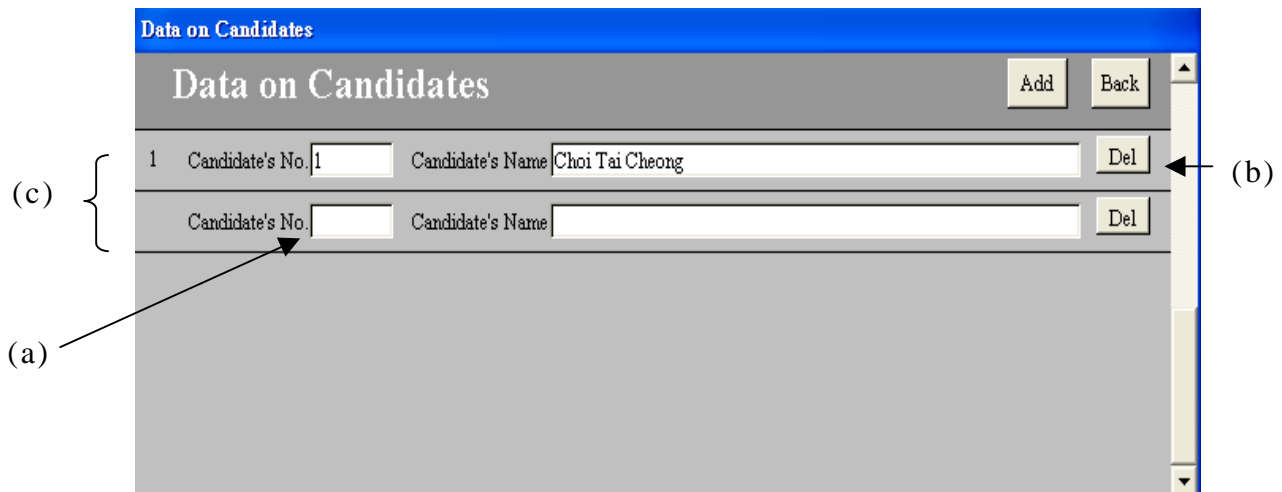 Data on Candidates
Data on Candidates Add Back
1 Candidate's No. 1 Candidate's Name Choi Tai Cheong Del
(b)
(c)
Candidate's No. Candidate's Name Del
(a)